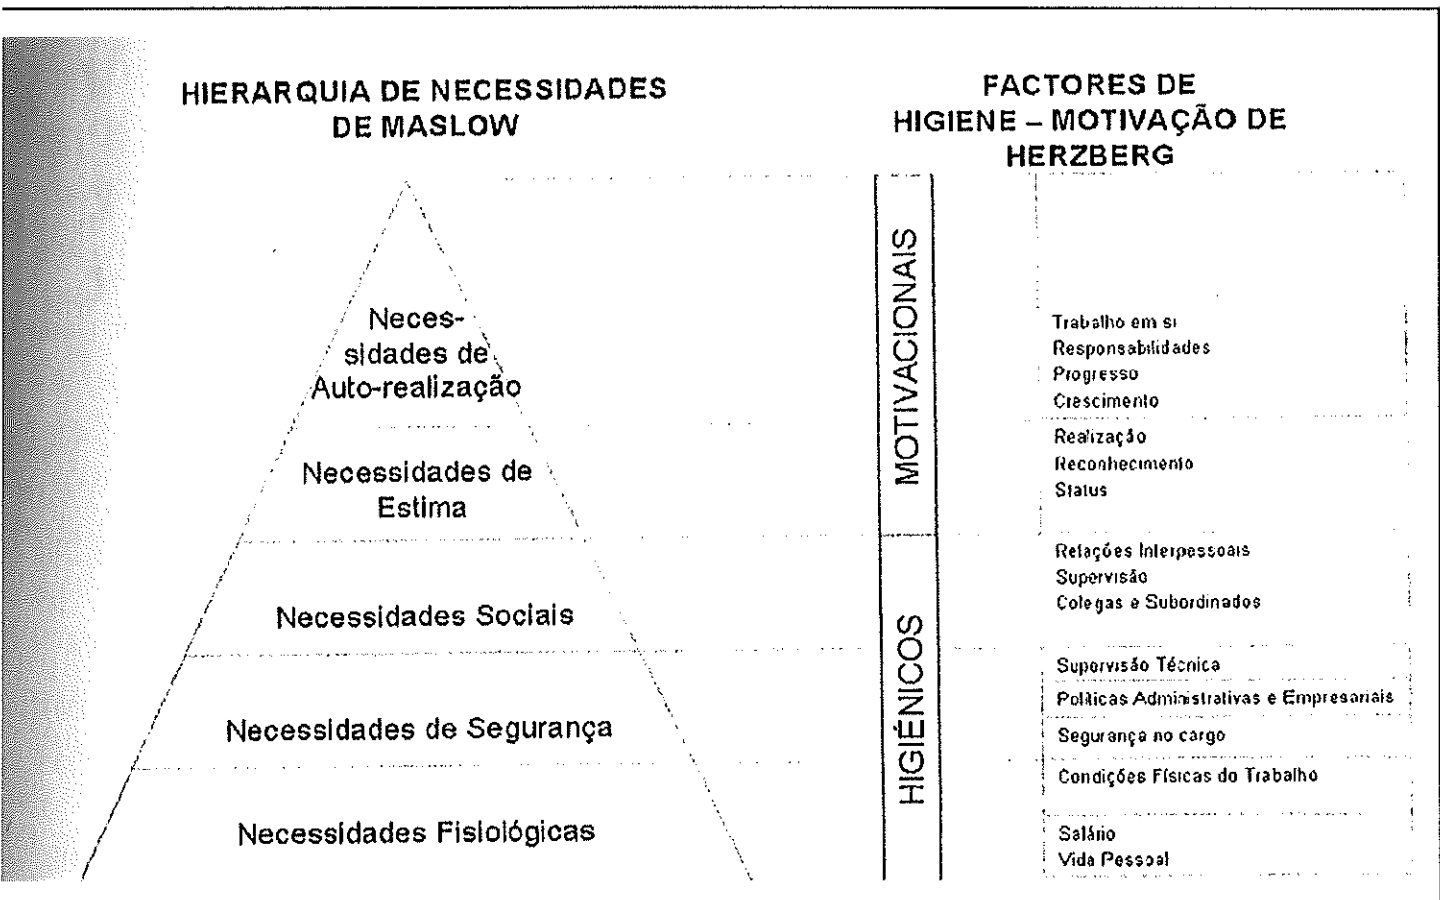 HIERARQUIA DE NECESSIDADES
DE MASLOW
Neces-
sidades de
Auto-realização
Necessidades de
Estima
Necessidades Sociais
Necessidades de Segurança
Necessidades Fisiológicas
FACTORES DE
HIGIENE – MOTIVAÇÃO DE
HERZBERG
MOTIVACIONAIS
HIGIÉNICOS
Trabalho em si
Responsabilidades
Progresso
Crescimento
Realização
Reconhecimento
Status
Relações Interpessoais
Supervisão
Colegas e Subordinados
Supervisão Técnica
Políticas Administrativas e Empresariais
Segurança no cargo
Condições Físicas do Trabalho
Salário
Vida Pessoal